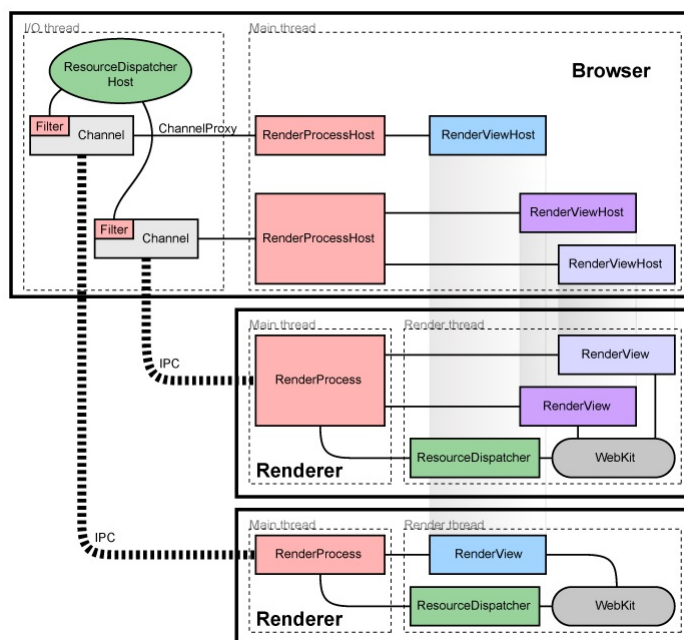 I/O thread
Main thread
ResourceDispatcher
Host
Browser
Filter
Channel
ChannelProxy
RenderProcessHost
RenderViewHost
Filter
Channel
RenderProcessHost
RenderViewHost
RenderViewHost
Main thread
Render thread
IPC
RenderProcess
RenderView
RenderView
Renderer
ResourceDispatcher
WebKit
Main thread
Render thread
IPC
RenderProcess
RenderView
Renderer
ResourceDispatcher
WebKit